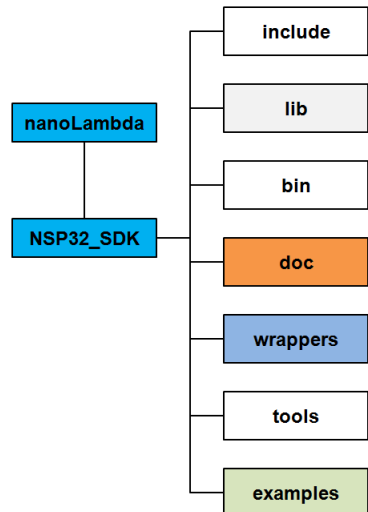 include
lib
nanoLambda
bin
NSP32_SDK
doc
wrappers
tools
examples